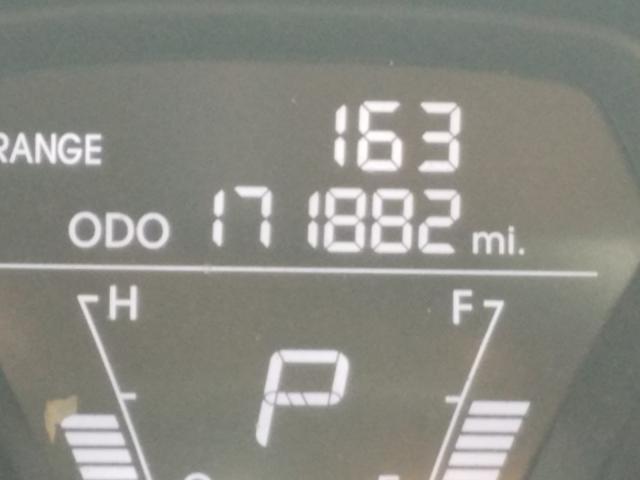 RANGE 163
ODO 171882 mi.
H F
P